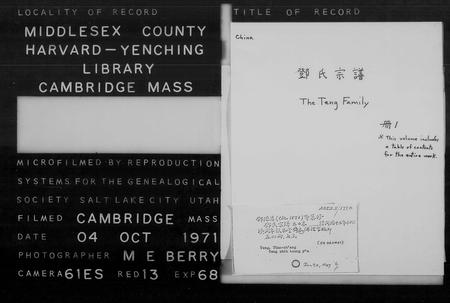 LOCALITY OF RECORD
MIDDLESEX COUNTY
HARVARD-YENCHING
LIBRARY
CAMBRIDGE MASS
MICROFILMED BY REPRODUCTION
SYSTEMS FOR THE GENEALOGICAL
SOCIETY SALT LAKE CITY UTAH
FILMED CAMBRIDGE MASS
DATE 04 OCT 1971
PHOTOGRAPHER M E BERRY
CAMERA 61ES RED 13 EXP 68
TITLE OF RECORD
China
鄧氏宗譜
The Teng Family
冊1
* This volume includes
a table of contents
for the entire work.